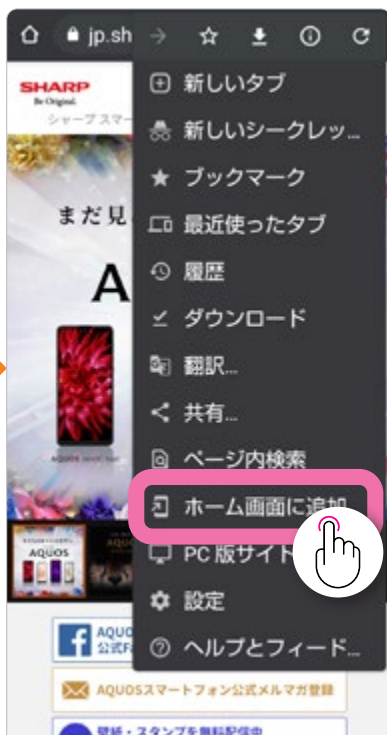 jp.sh
SHARP
Be Original.
シャープスマー
新しいタブ
新しいシークレッ...
ブックマーク
まだ見
最近使ったタブ
履歴
A
ダウンロード
翻訳...
共有...
ページ内検索
ホーム画面に追加
AQUOS
PC 版サイト
設定
AQUO
公式Fa
ヘルプとフィード...
AQUOSスマートフォン公式メルマガ登録
壁紙・スタンプを無料配信中